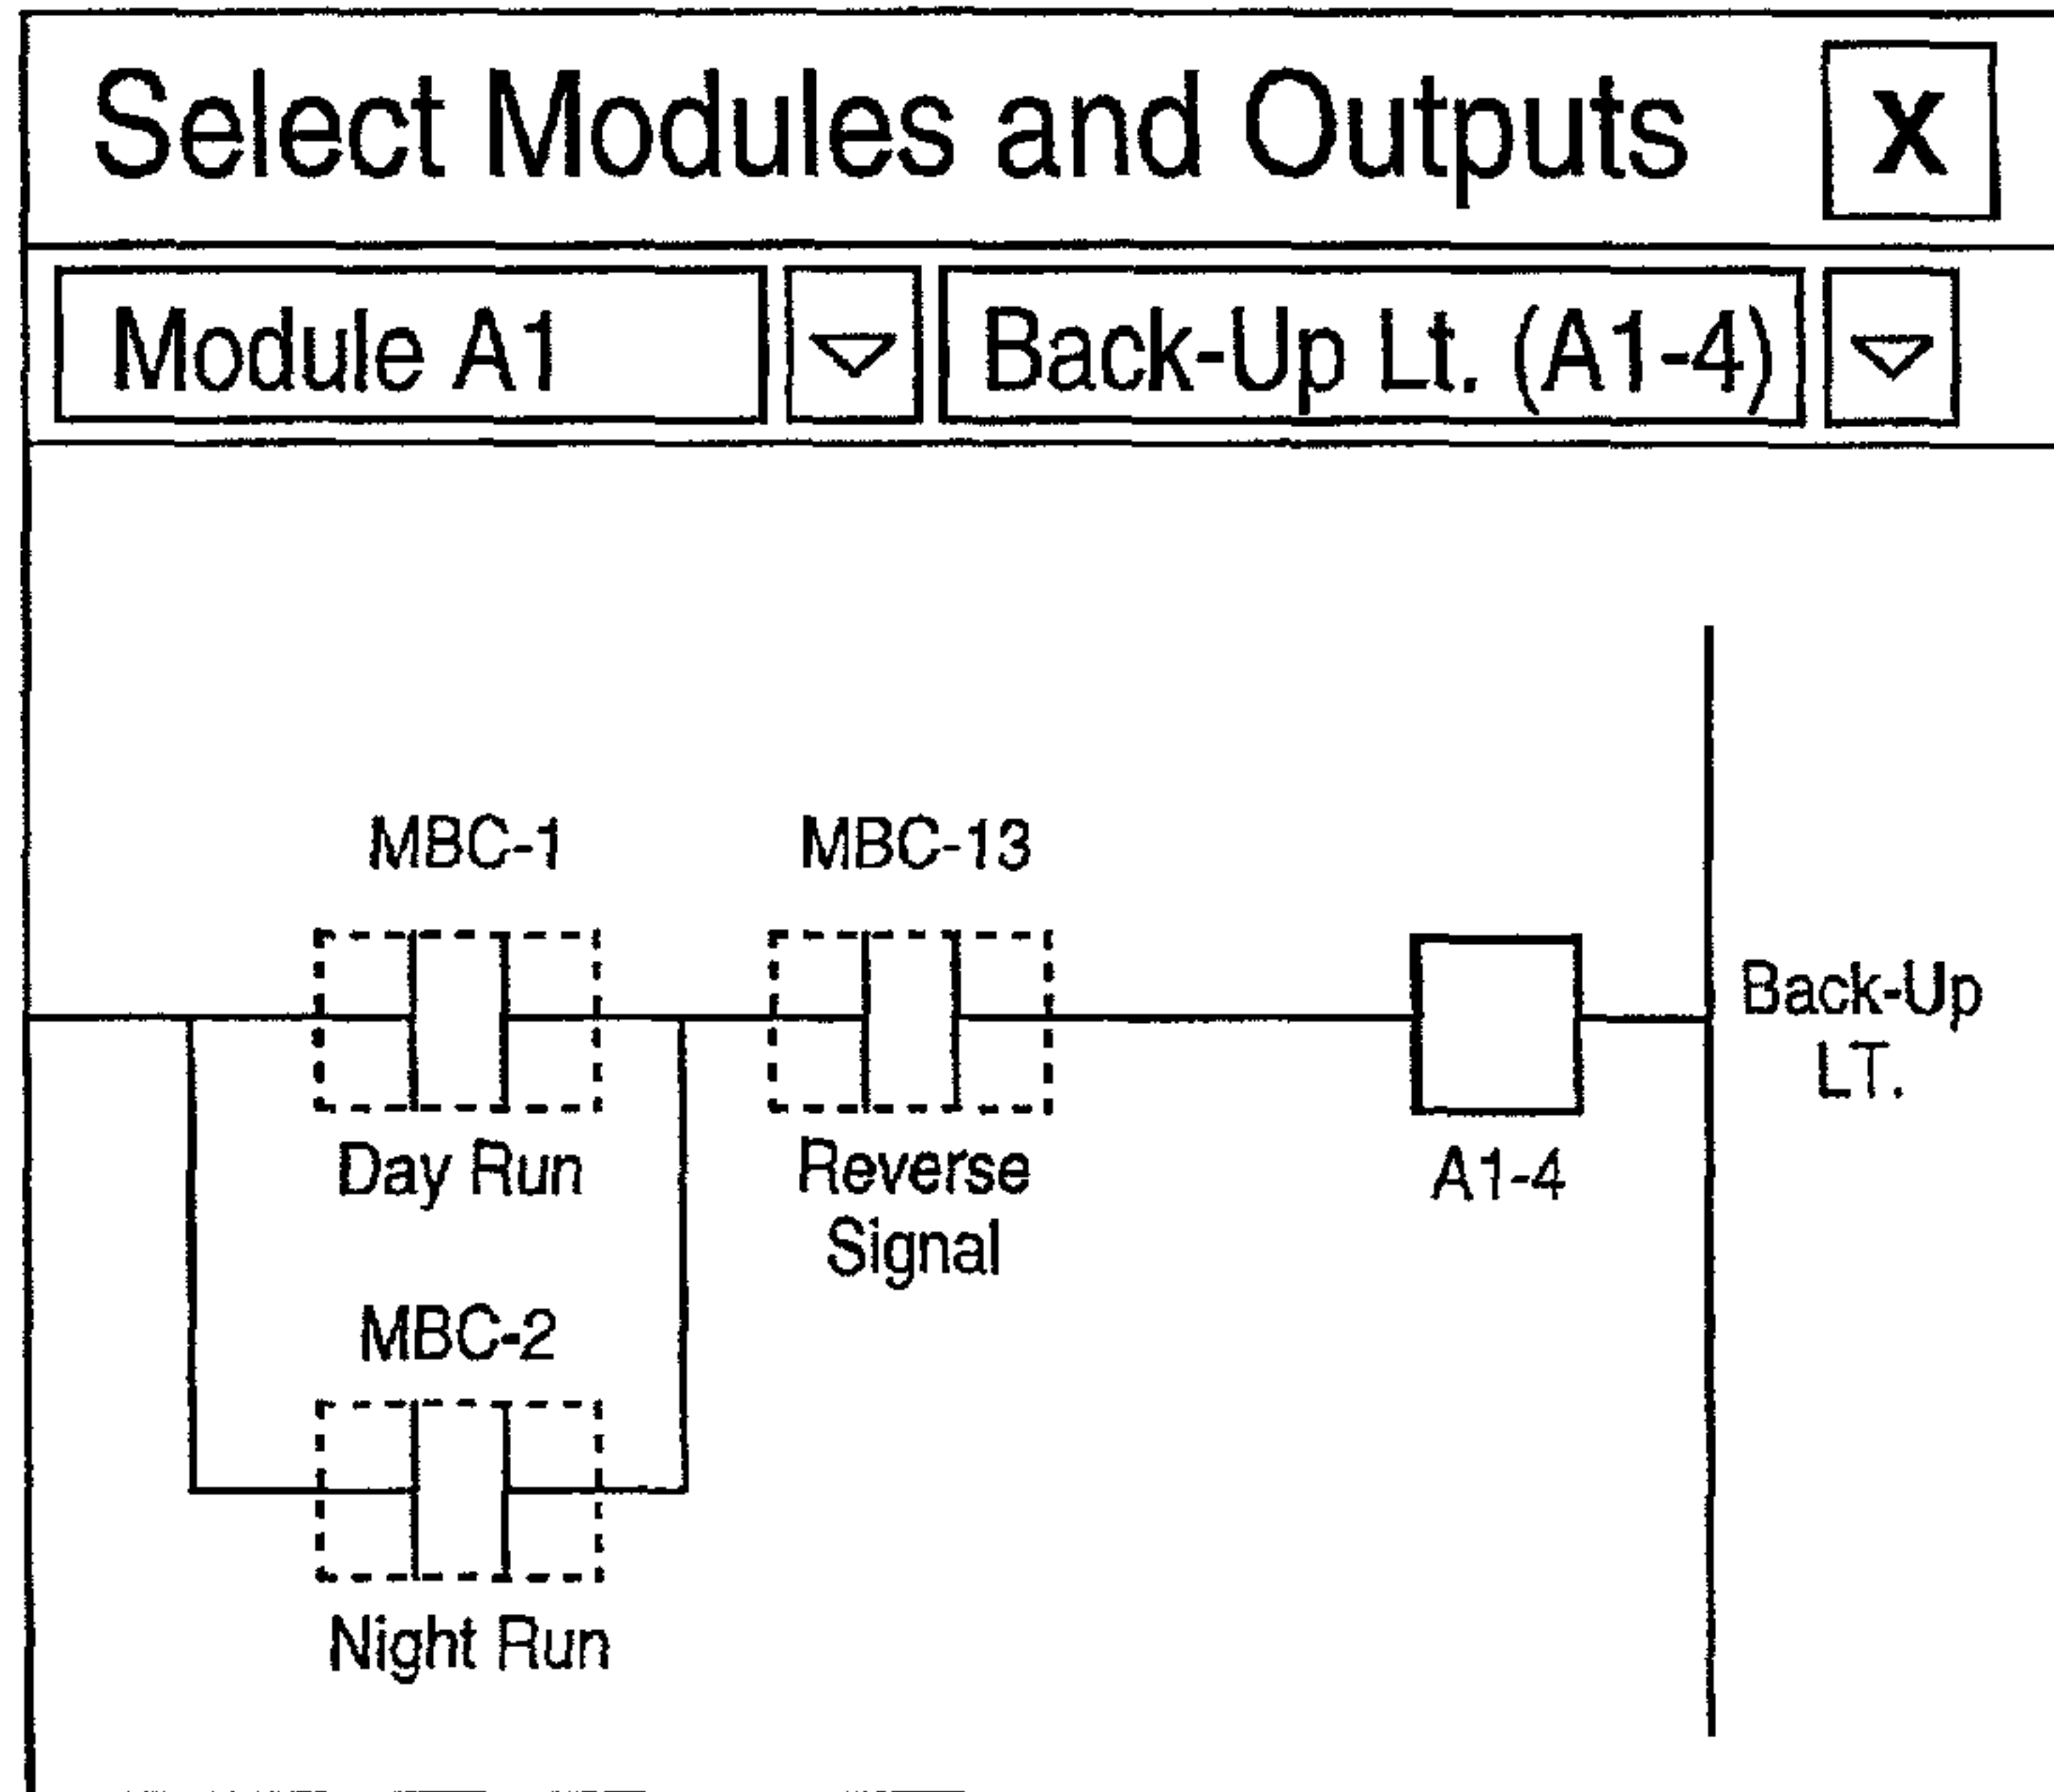 Select Modules and Outputs X
Module A1 Back-Up Lt. (A1-4)
MBC-1 MBC-13
Back-Up
LT.
Day Run Reverse
Signal
A1-4
MBC-2
Night Run